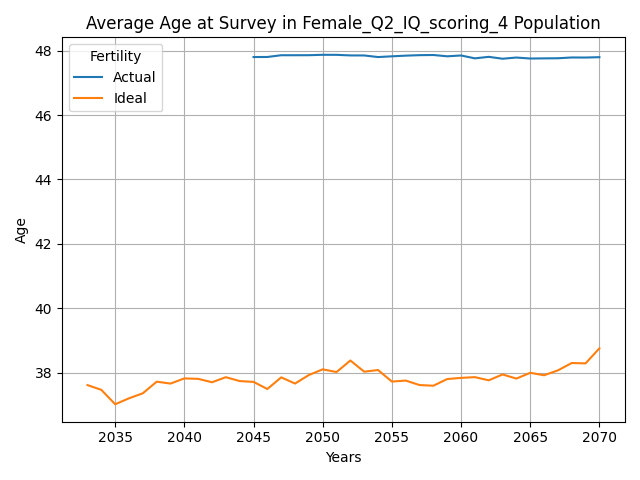 Average Age at Survey in Female_Q2_IQ_scoring_4 Population
Fertility
Actual
Ideal
Age
48
46
44
42
40
38
2035 2040 2045 2050 2055 2060 2065 2070
Years